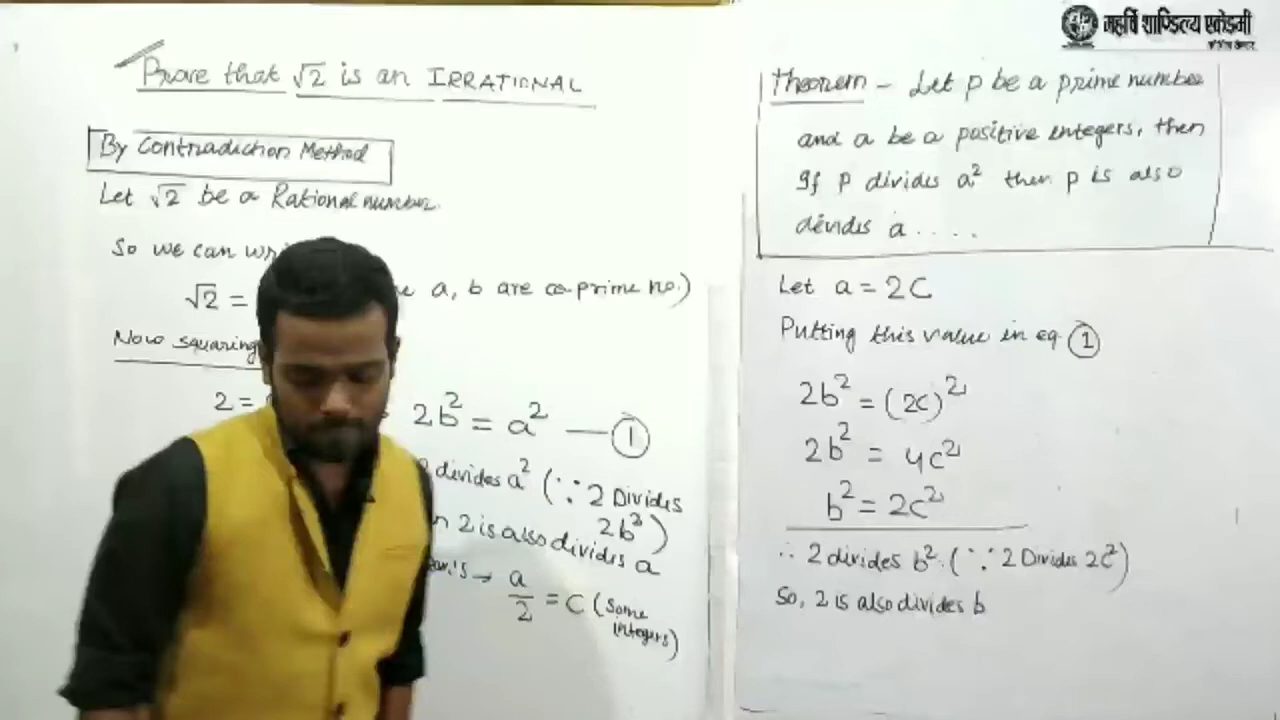 Prove that √2 is an IRRATIONAL
By Contradiction Method
Let √2 be a Rational number.
So we can wri
√2 =
a, b are co-prime no.)
Now squaring
2 =
2b² = a² — ①
divides a² (∵ 2 Divides
2b²)
2 is also divides a
→ a/2 = C (Some
integers)
महर्षि शाण्डिल्य एकेडमी
Theorem - Let p be a prime number
and a be a positive integers, then
If P divides a² then p is also
divides a ....
Let a = 2C
Putting this value in eq ①
2b² = (2C)²
2b² = 4C²
b² = 2C²
∴ 2 divides b². (∵ 2 Divides 2C²)
So, 2 is also divides b